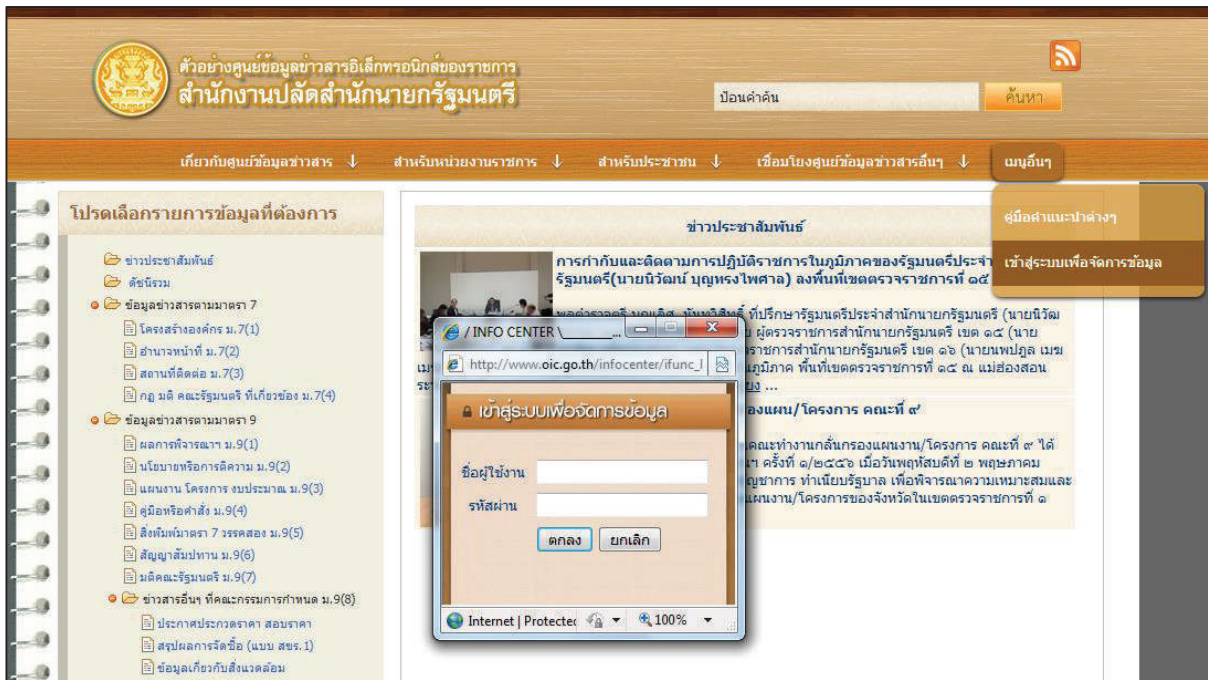 ตัวอย่างศูนย์ข้อมูลข่าวสารอิเล็กทรอนิกส์ของราชการ
สำนักงานปลัดสำนักนายกรัฐมนตรี
ป้อนคำค้น
ค้นหา
เกี่ยวกับศูนย์ข้อมูลข่าวสาร ↓ สำหรับหน่วยงานราชการ ↓ สำหรับประชาชน ↓ เชื่อมโยงศูนย์ข้อมูลข่าวสารอื่นๆ ↓ เมนูอื่นๆ
คู่มือคำแนะนำต่างๆ
เข้าสู่ระบบเพื่อจัดการข้อมูล
โปรดเลือกรายการข้อมูลที่ต้องการ
ข่าวประชาสัมพันธ์
ดัชนีรวม
ข้อมูลข่าวสารตามมาตรา 7
โครงสร้างองค์กร ม.7(1)
อำนาจหน้าที่ ม.7(2)
สถานที่ติดต่อ ม.7(3)
กฎ มติ คณะรัฐมนตรี ที่เกี่ยวข้อง ม.7(4)
ข้อมูลข่าวสารตามมาตรา 9
ผลการพิจารณาฯ ม.9(1)
นโยบายหรือการตีความ ม.9(2)
แผนงาน โครงการ งบประมาณ ม.9(3)
คู่มือหรือคำสั่ง ม.9(4)
สิ่งพิมพ์มาตรา 7 วรรคสอง ม.9(5)
สัญญาสัมปทาน ม.9(6)
มติคณะรัฐมนตรี ม.9(7)
ข่าวสารอื่นๆ ที่คณะกรรมการกำหนด ม.9(8)
ประกาศประกวดราคา สอบราคา
สรุปผลการจัดซื้อ (แบบ สขร.1)
ข้อมูลเกี่ยวกับสิ่งแวดล้อม
ข่าวประชาสัมพันธ์
การกำกับและติดตามการปฏิบัติราชการในภูมิภาคของรัฐมนตรีประจำ
รัฐมนตรี(นายนิวัฒน์ บุญทรงไพศาล) ลงพื้นที่เขตตรวจราชการที่ ๑๕
ที่ปรึกษารัฐมนตรีประจำสำนักนายกรัฐมนตรี (นายนิวัฒ
ผู้ตรวจราชการสำนักนายกรัฐมนตรี เขต ๑๕ (นาย
ราชการสำนักนายกรัฐมนตรี เขต ๑๖ (นายนพปฎล เมฆ
เม
ภูมิภาค พื้นที่เขตตรวจราชการที่ ๑๕ ณ แม่ฮ่องสอน
ระ
ยง ...
องแผน/โครงการ คณะที่ ๙
คณะทำงานกลั่นกรองแผนงาน/โครงการ คณะที่ ๙ ได้
ครั้งที่ ๑/๒๕๕๖ เมื่อวันพฤหัสบดีที่ ๒ พฤษภาคม
ญชาการ ทำเนียบรัฐบาล เพื่อพิจารณาความเหมาะสมและ
แผนงาน/โครงการของจังหวัดในเขตตรวจราชการที่ ๑
/ INFO CENTER \_______ ...
http://www.oic.go.th/infocenter/ifunc_l
เข้าสู่ระบบเพื่อจัดการข้อมูล
ชื่อผู้ใช้งาน
รหัสผ่าน
ตกลง ยกเลิก
Internet | Protected 100%